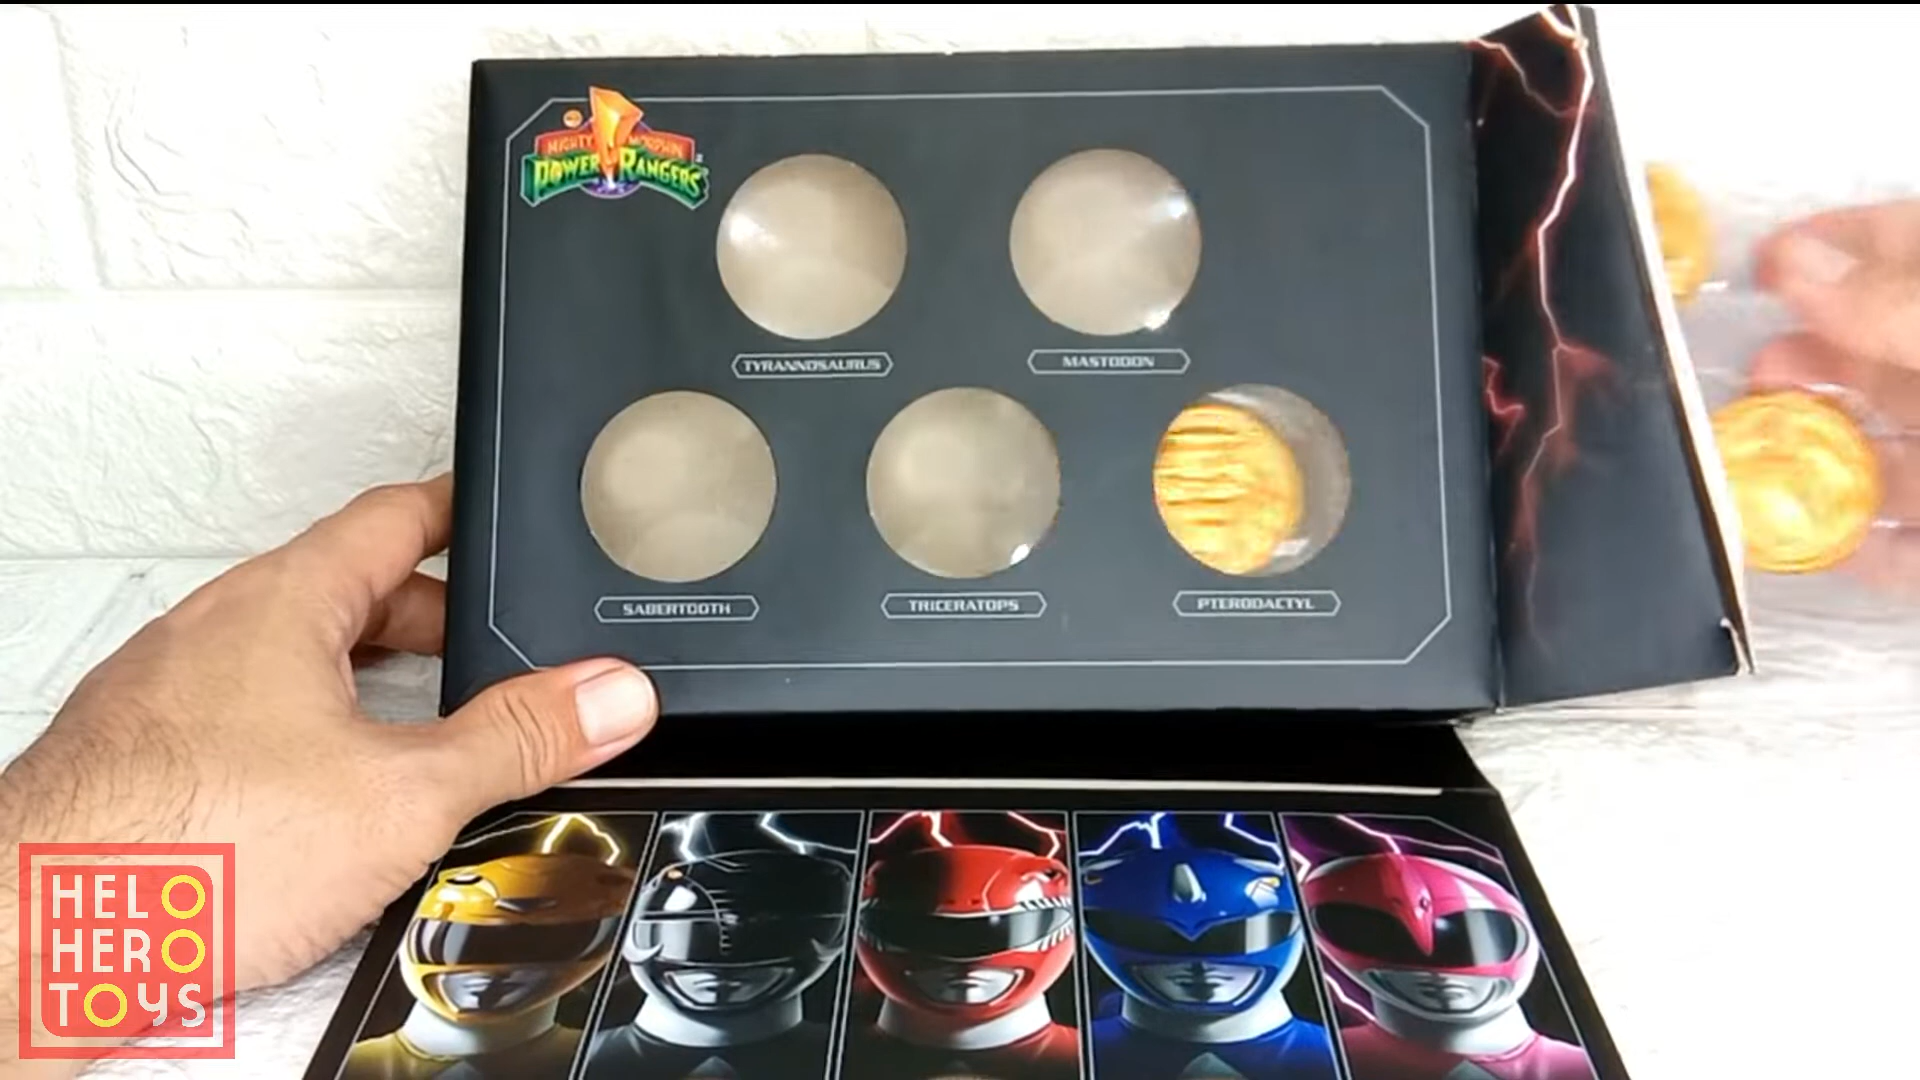 MIGHTY MORPHIN
POWER RANGERS
TYRANNOSAURUS
MASTODON
SABERTOOTH
TRICERATOPS
PTERODACTYL
HELO
HERO
TOYS